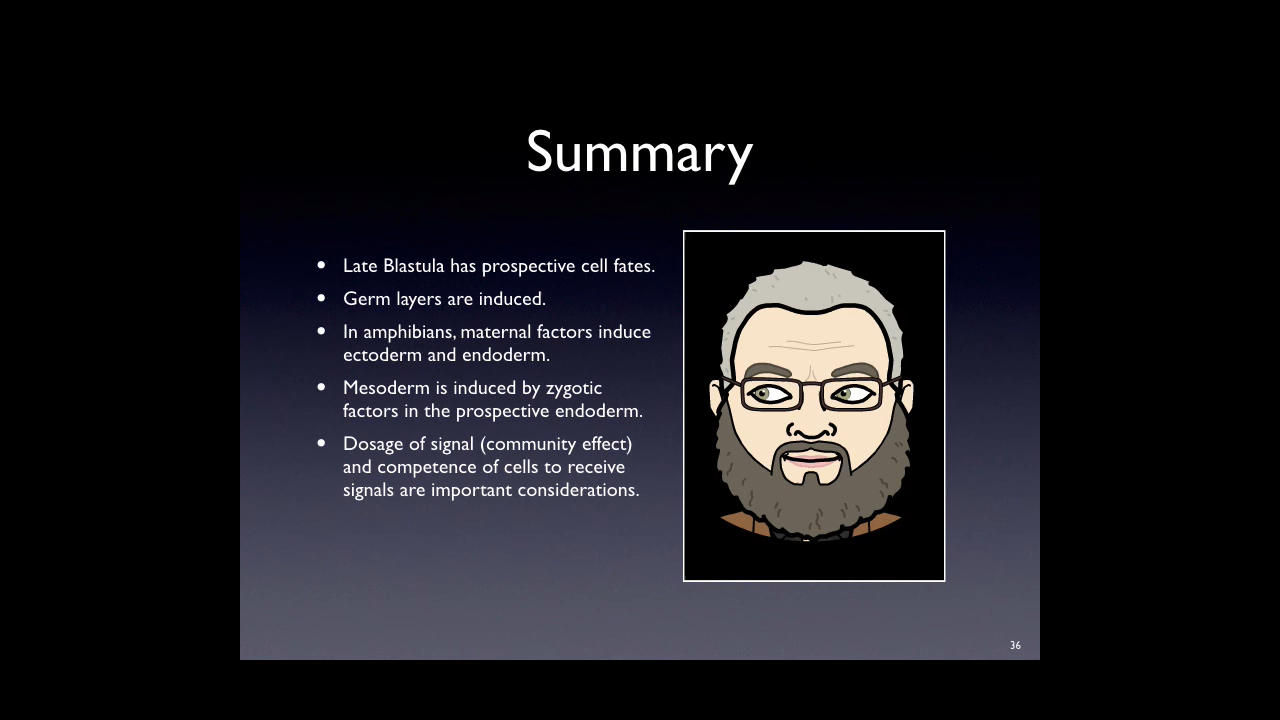 Summary
• Late Blastula has prospective cell fates.
• Germ layers are induced.
• In amphibians, maternal factors induce
ectoderm and endoderm.
• Mesoderm is induced by zygotic
factors in the prospective endoderm.
• Dosage of signal (community effect)
and competence of cells to receive
signals are important considerations.
36